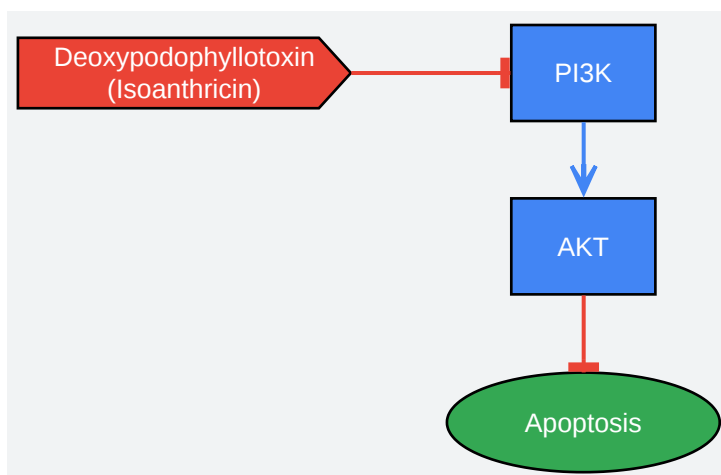 Deoxypodophyllotoxin
(Isoanthricin)
PI3K
AKT
Apoptosis